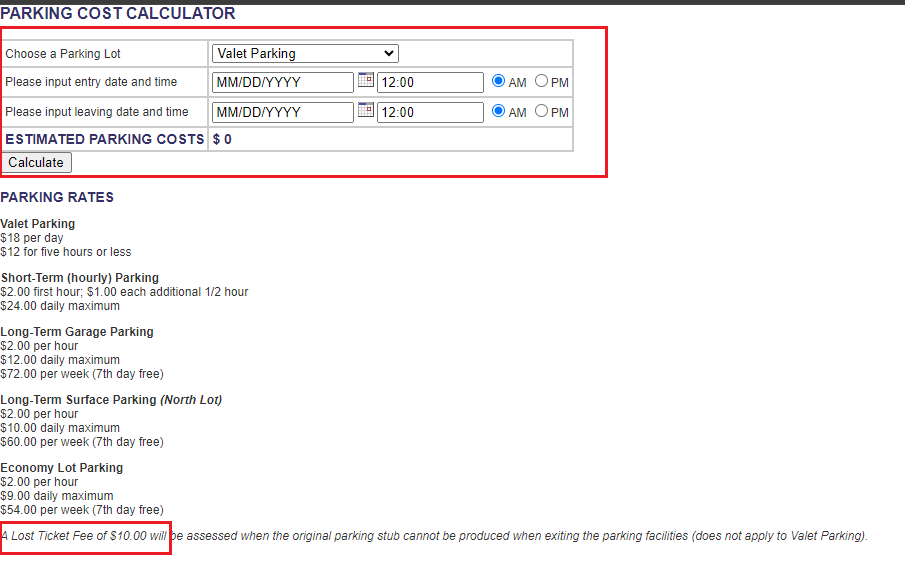 PARKING COST CALCULATOR
Choose a Parking Lot Valet Parking
Please input entry date and time MM/DD/YYYY 12:00 AM PM
Please input leaving date and time MM/DD/YYYY 12:00 AM PM
ESTIMATED PARKING COSTS $ 0
Calculate
PARKING RATES
Valet Parking
$18 per day
$12 for five hours or less
Short-Term (hourly) Parking
$2.00 first hour; $1.00 each additional 1/2 hour
$24.00 daily maximum
Long-Term Garage Parking
$2.00 per hour
$12.00 daily maximum
$72.00 per week (7th day free)
Long-Term Surface Parking (North Lot)
$2.00 per hour
$10.00 daily maximum
$60.00 per week (7th day free)
Economy Lot Parking
$2.00 per hour
$9.00 daily maximum
$54.00 per week (7th day free)
A Lost Ticket Fee of $10.00 will be assessed when the original parking stub cannot be produced when exiting the parking facilities (does not apply to Valet Parking).